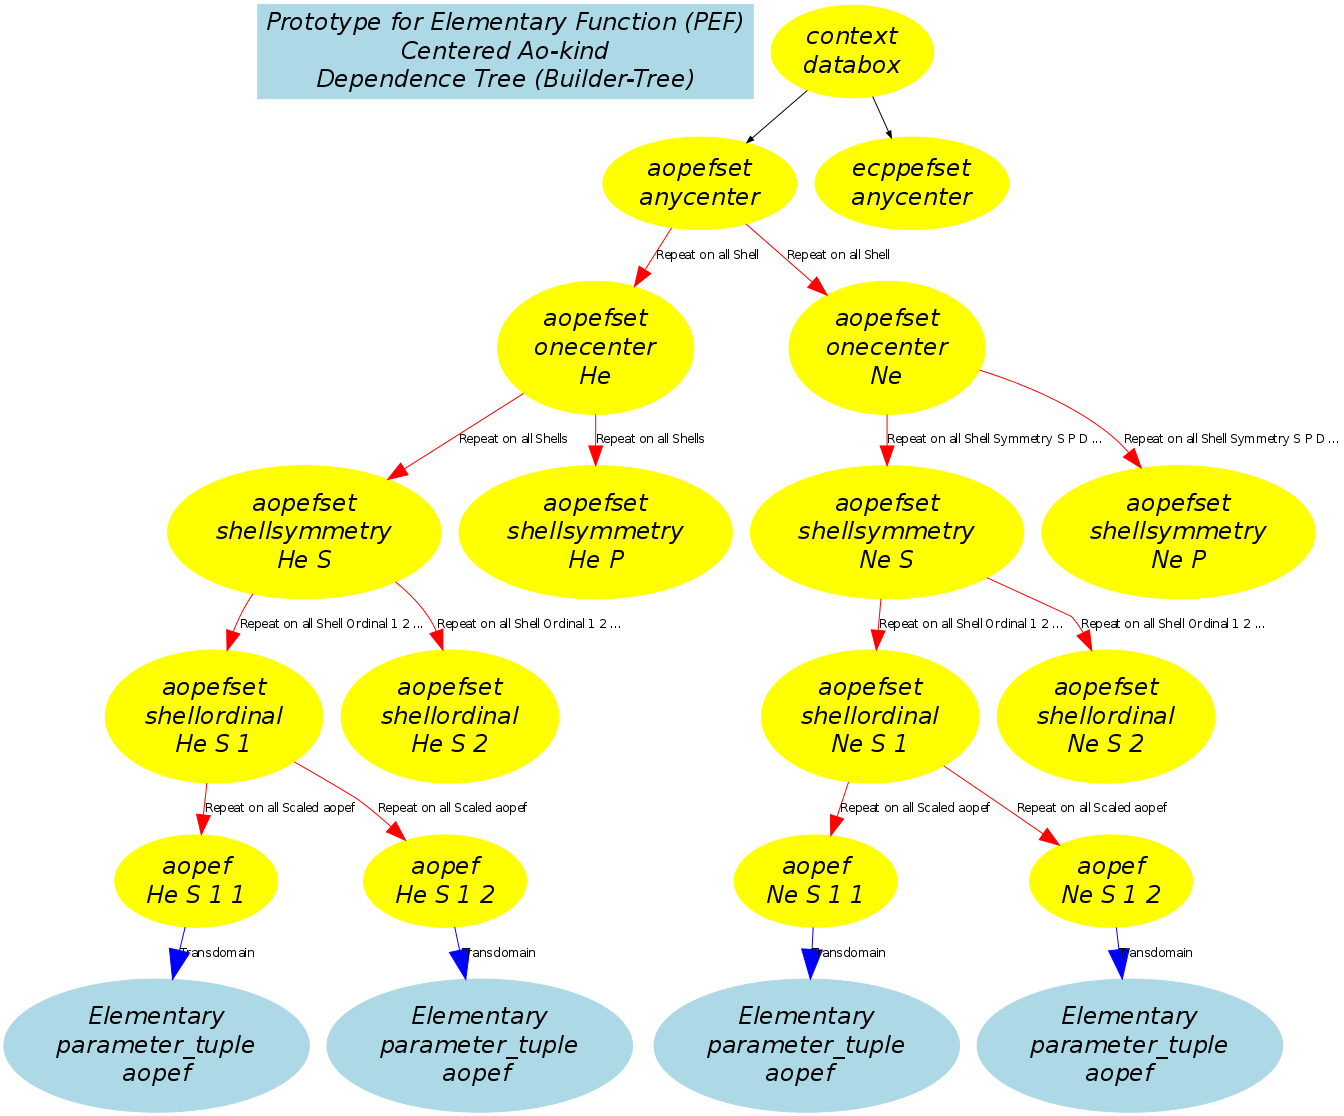 Prototype for Elementary Function (PEF)
Centered Ao-kind
Dependence Tree (Builder-Tree)
context
databox
aopefset
anycenter
ecppefset
anycenter
Repeat on all Shell
Repeat on all Shell
aopefset
onecenter
He
aopefset
onecenter
Ne
Repeat on all Shells
Repeat on all Shells
Repeat on all Shell Symmetry S P D ...
Repeat on all Shell Symmetry S P D ...
aopefset
shellsymmetry
He S
aopefset
shellsymmetry
He P
aopefset
shellsymmetry
Ne S
aopefset
shellsymmetry
Ne P
Repeat on all Shell Ordinal 1 2 ...
Repeat on all Shell Ordinal 1 2 ...
Repeat on all Shell Ordinal 1 2 ...
Repeat on all Shell Ordinal 1 2 ...
aopefset
shellordinal
He S 1
aopefset
shellordinal
He S 2
aopefset
shellordinal
Ne S 1
aopefset
shellordinal
Ne S 2
Repeat on all Scaled aopef
Repeat on all Scaled aopef
Repeat on all Scaled aopef
Repeat on all Scaled aopef
aopef
He S 1 1
aopef
He S 1 2
aopef
Ne S 1 1
aopef
Ne S 1 2
Transdomain
Transdomain
Transdomain
Transdomain
Elementary
parameter_tuple
aopef
Elementary
parameter_tuple
aopef
Elementary
parameter_tuple
aopef
Elementary
parameter_tuple
aopef